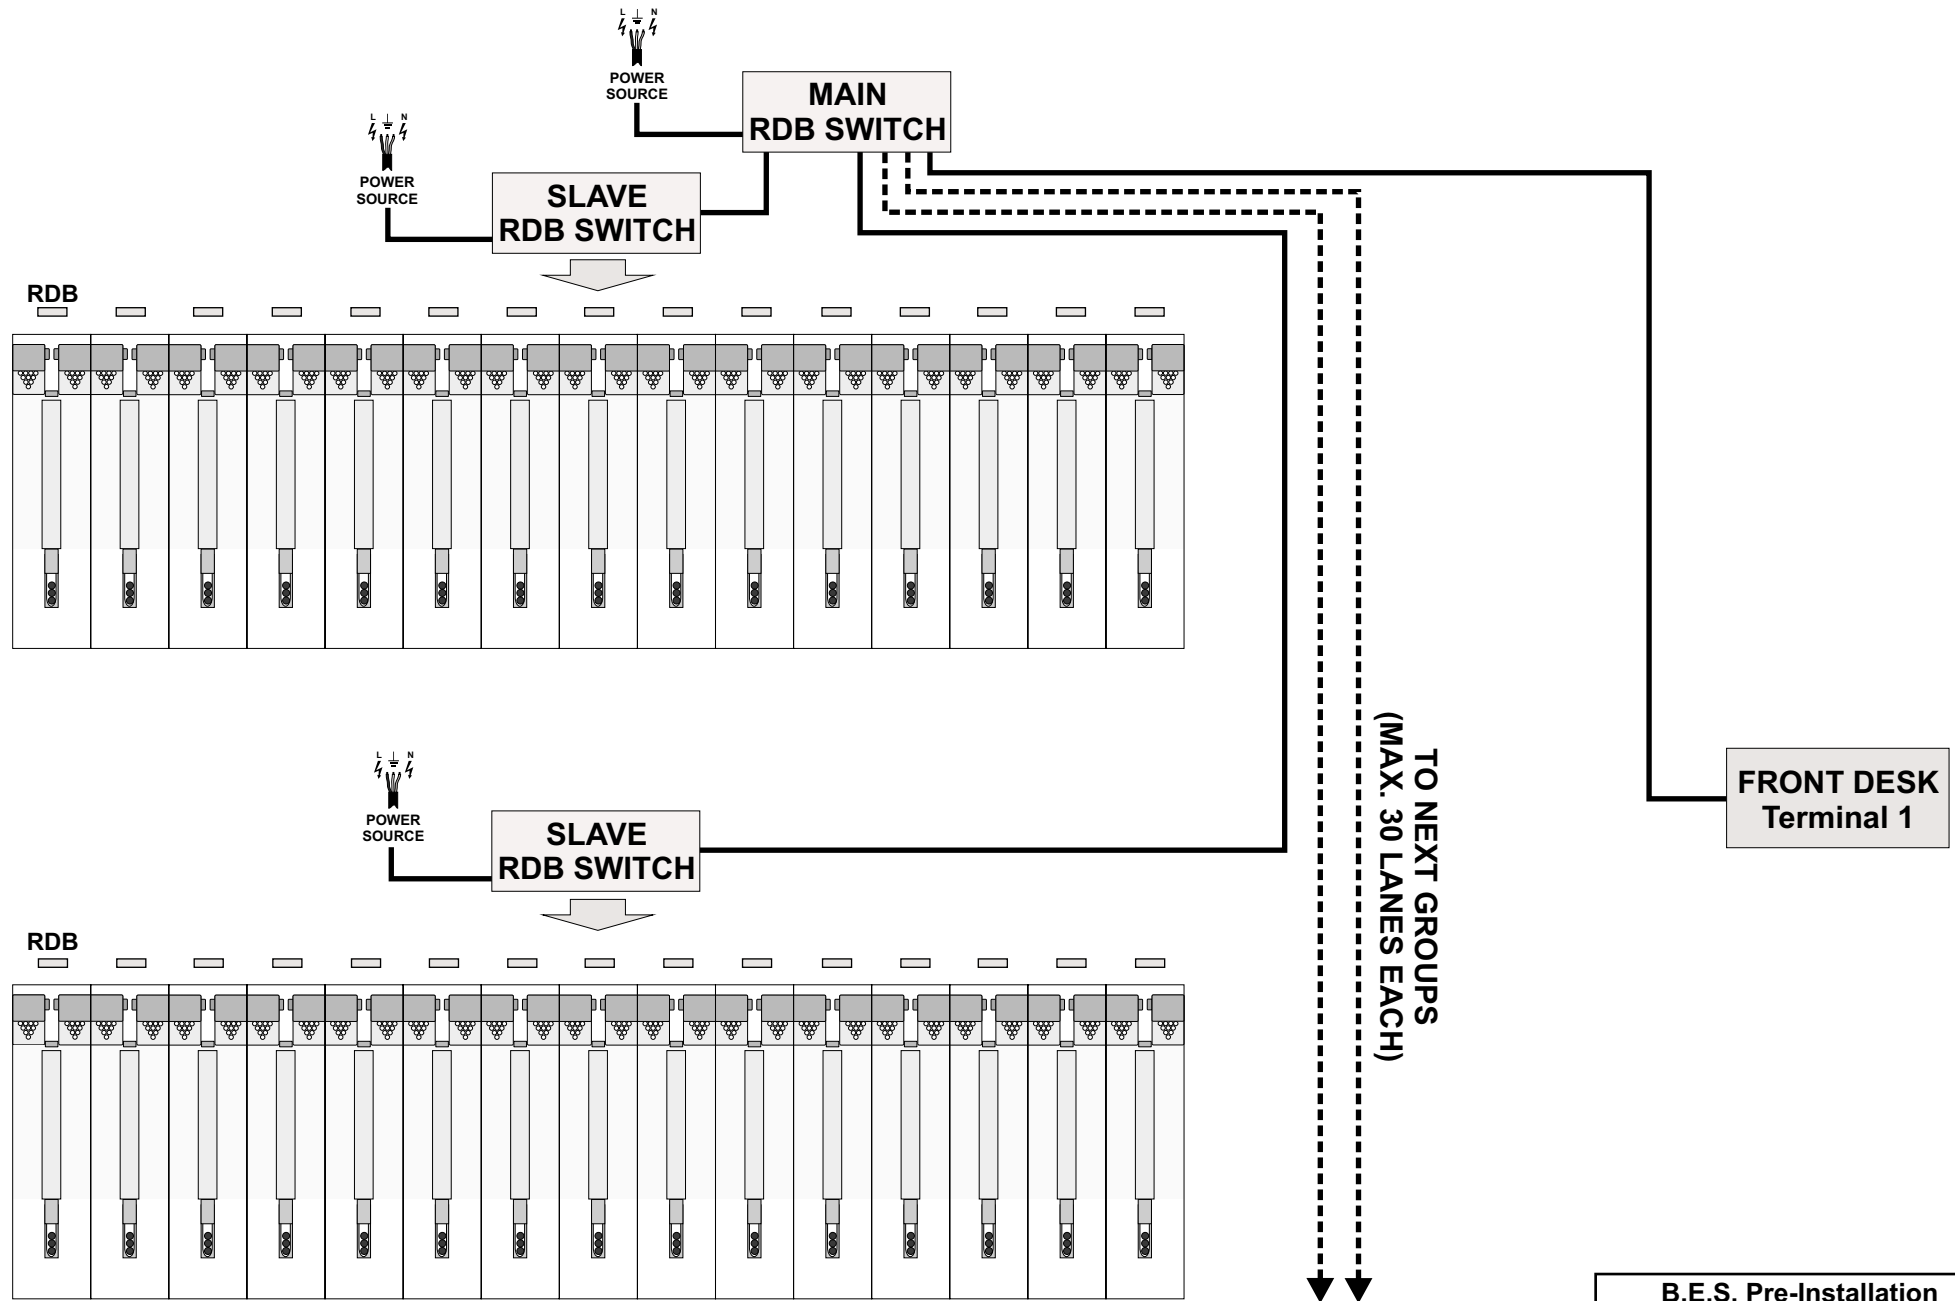 L N
POWER
SOURCE
MAIN
RDB SWITCH
L N
POWER
SOURCE
SLAVE
RDB SWITCH
RDB
TO NEXT GROUPS
(MAX. 30 LANES EACH)
FRONT DESK
Terminal 1
L N
POWER
SOURCE
SLAVE
RDB SWITCH
RDB
B.E.S. Pre-Installation